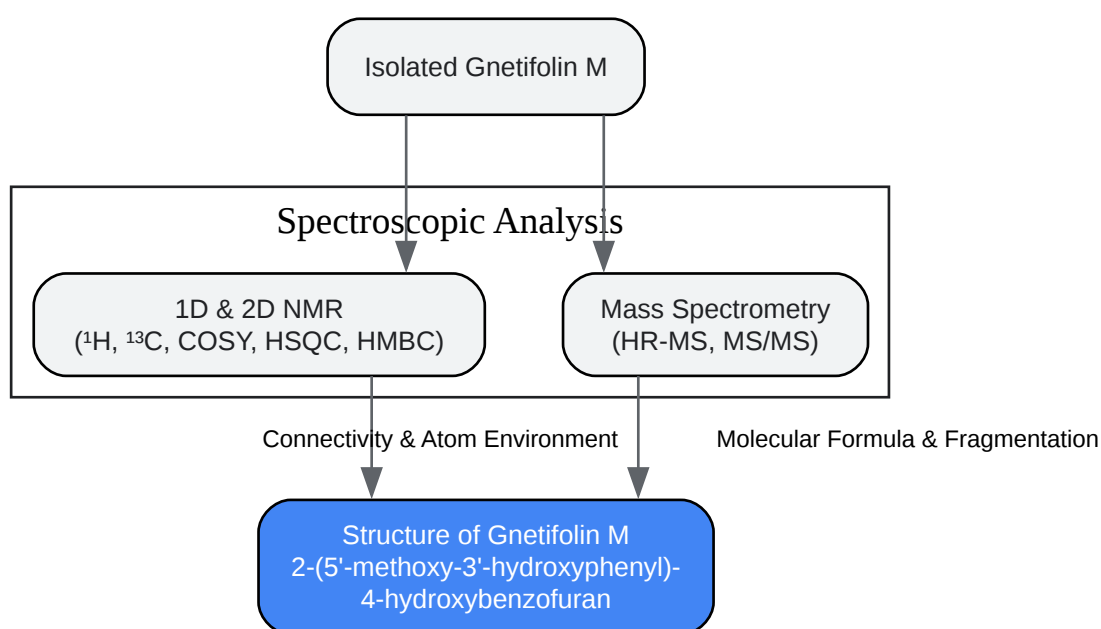 Isolated Gnetifolin M
Spectroscopic Analysis
1D & 2D NMR
(¹H, ¹³C, COSY, HSQC, HMBC)
Mass Spectrometry
(HR-MS, MS/MS)
Connectivity & Atom Environment
Molecular Formula & Fragmentation
Structure of Gnetifolin M
2-(5'-methoxy-3'-hydroxyphenyl)-
4-hydroxybenzofuran